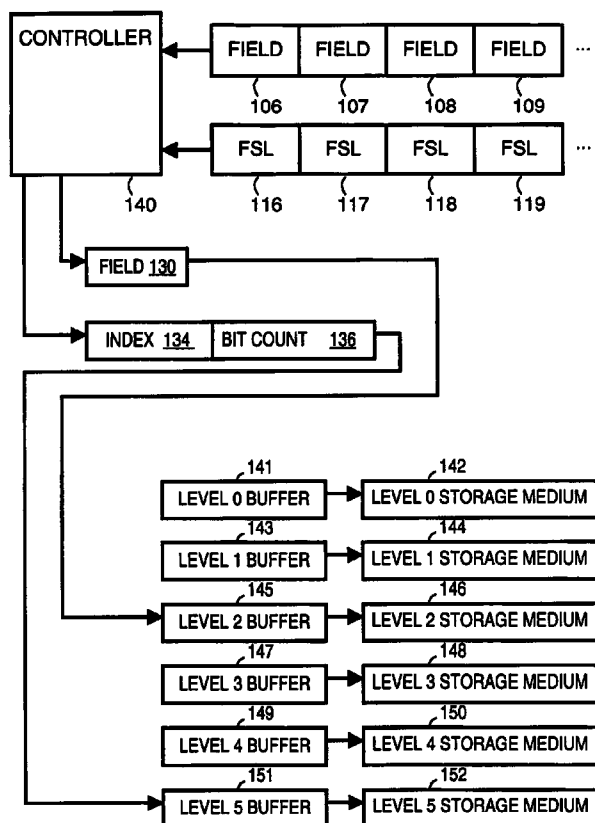 CONTROLLER
FIELD FIELD FIELD FIELD ...
106 107 108 109
FSL FSL FSL FSL ...
140 116 117 118 119
FIELD 130
INDEX 134 BIT COUNT 136
141 142
LEVEL 0 BUFFER LEVEL 0 STORAGE MEDIUM
143 144
LEVEL 1 BUFFER LEVEL 1 STORAGE MEDIUM
145 146
LEVEL 2 BUFFER LEVEL 2 STORAGE MEDIUM
147 148
LEVEL 3 BUFFER LEVEL 3 STORAGE MEDIUM
149 150
LEVEL 4 BUFFER LEVEL 4 STORAGE MEDIUM
151 152
LEVEL 5 BUFFER LEVEL 5 STORAGE MEDIUM